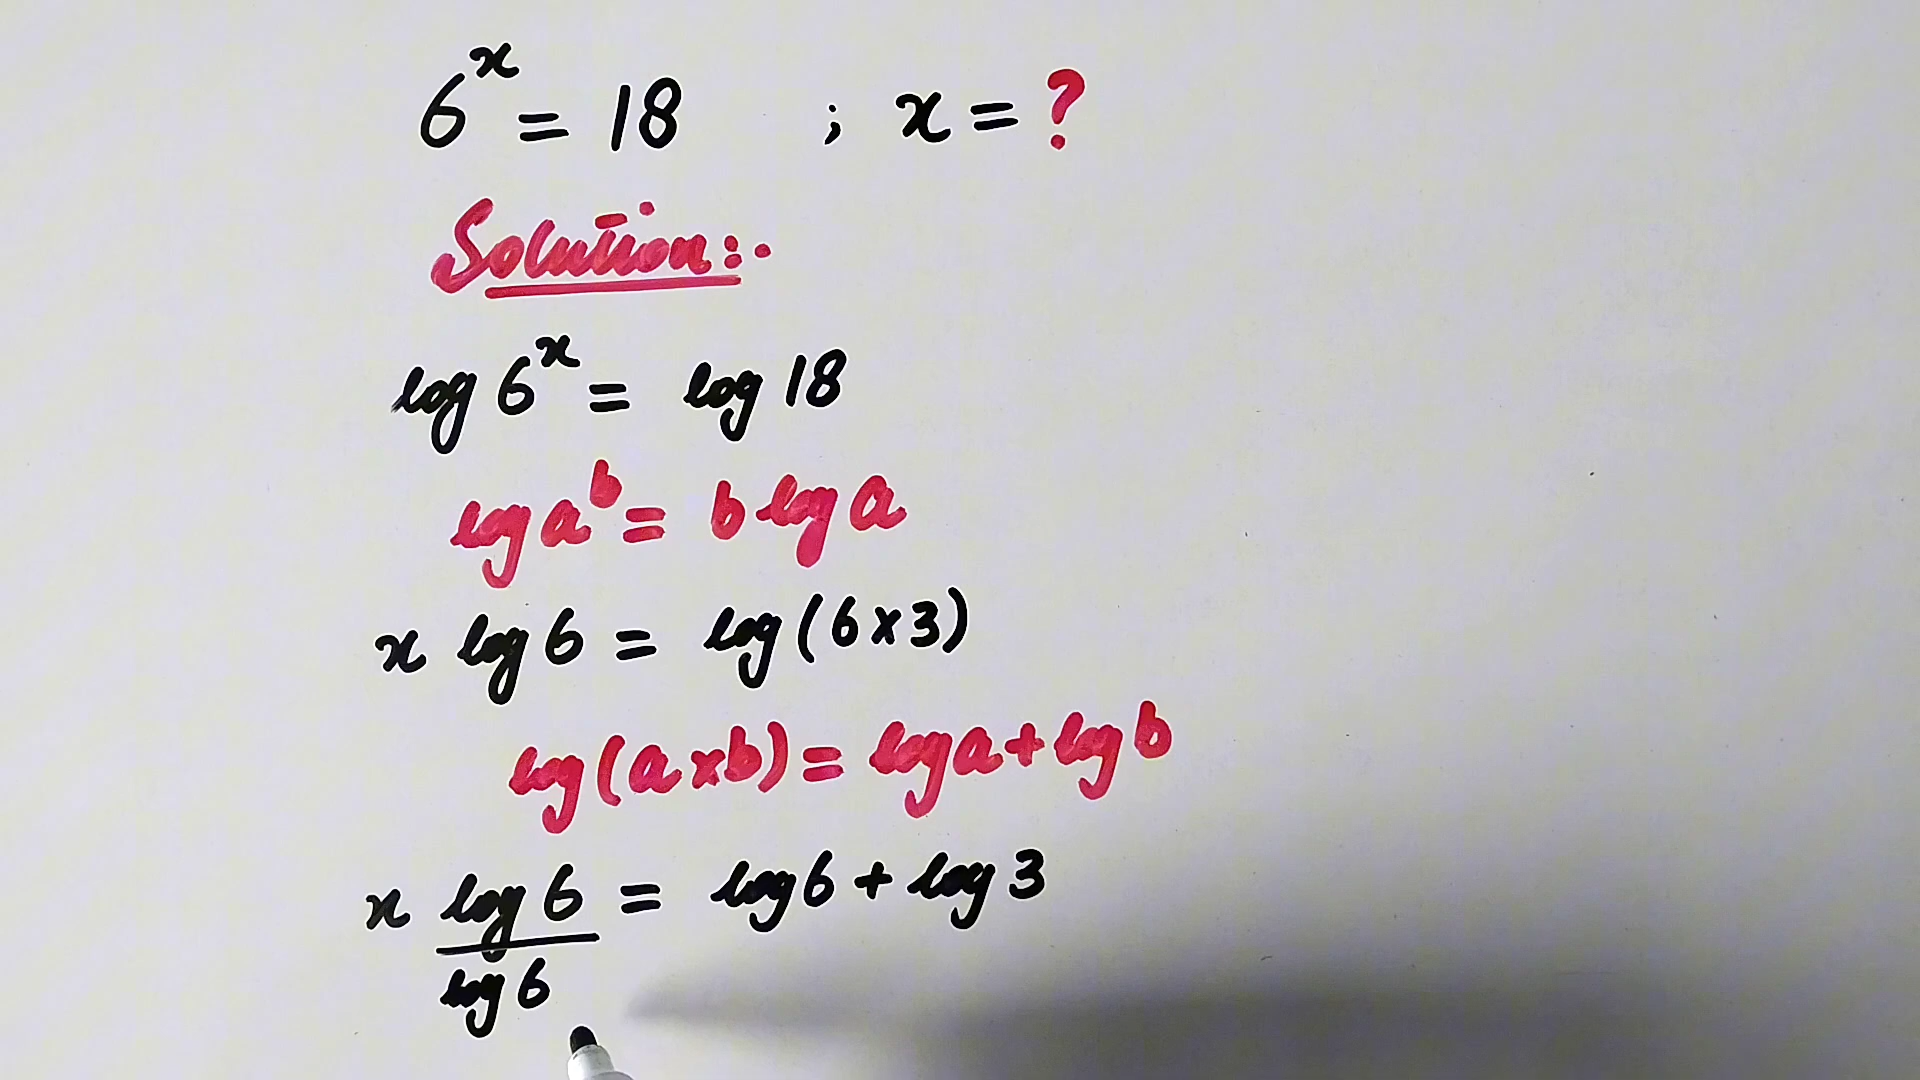 6^x = 18 ; x = ?
Solution:-
log 6^x = log 18
log a^b = b log a
x log 6 = log (6×3)
log (a×b) = log a + log b
x log 6 = log 6 + log 3
log 6